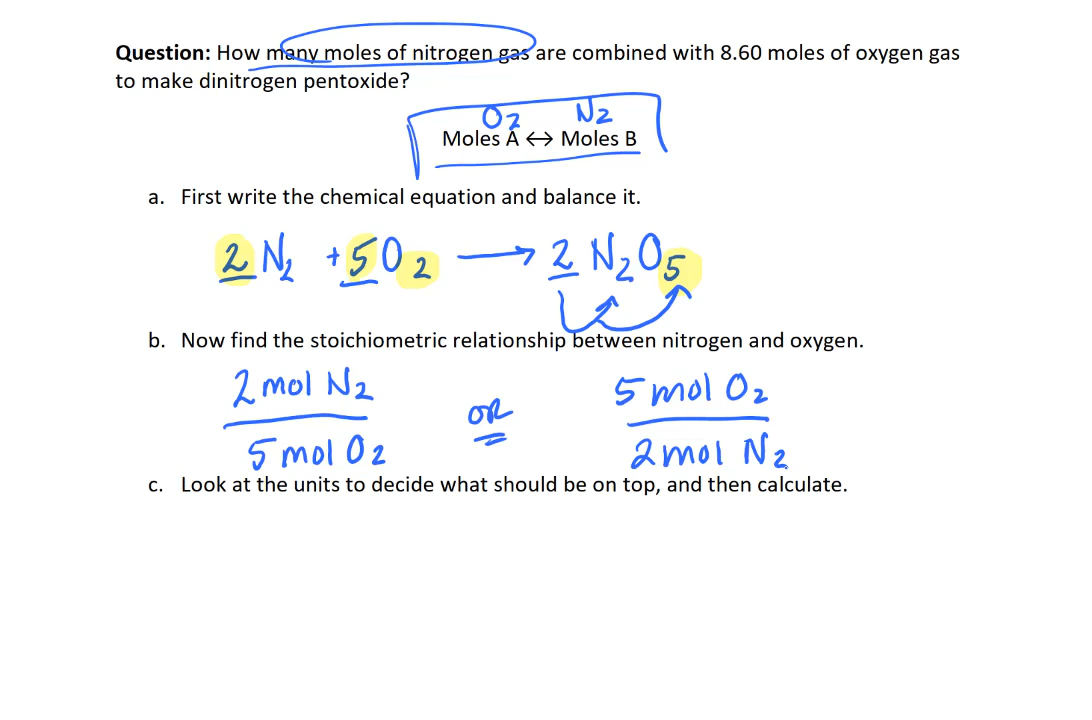 Question: How many moles of nitrogen gas are combined with 8.60 moles of oxygen gas
to make dinitrogen pentoxide?
O2 N2
Moles A ↔ Moles B
a. First write the chemical equation and balance it.
2 N2 + 5 O2 → 2 N2O5
b. Now find the stoichiometric relationship between nitrogen and oxygen.
2 mol N2 5 mol O2
OR
5 mol O2 2 mol N2
c. Look at the units to decide what should be on top, and then calculate.